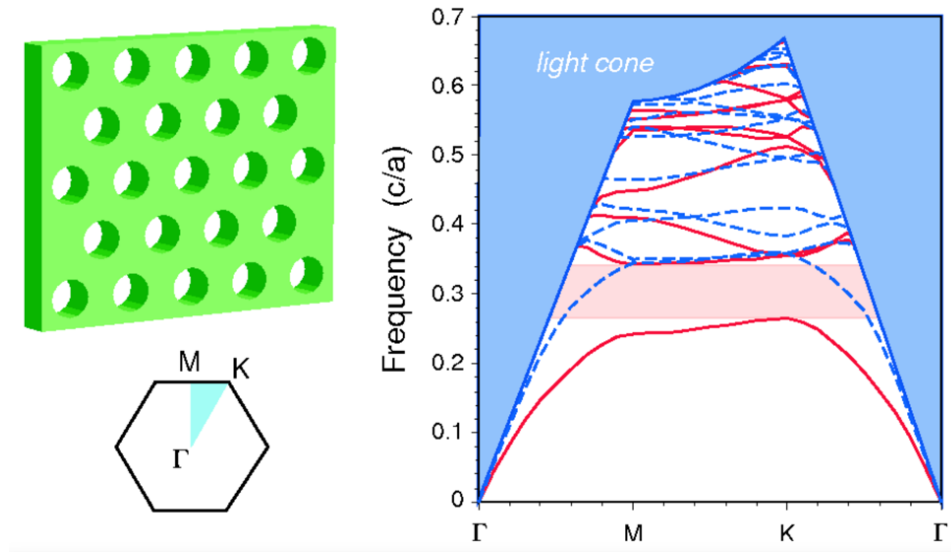 M
K
Γ
light cone
Frequency (c/a)
0.7
0.6
0.5
0.4
0.3
0.2
0.1
0
Γ
M
K
Γ